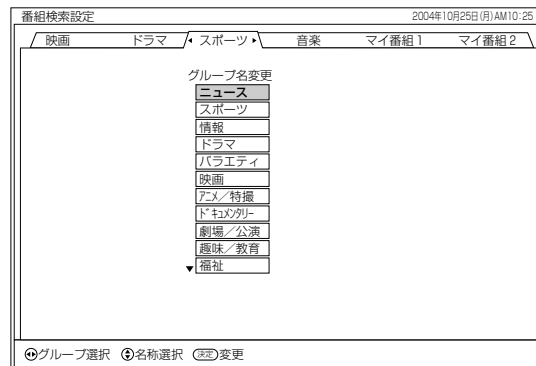 番組検索設定 2004年10月25日(月)AM10:25
映画 ドラマ スポーツ 音楽 マイ番組1 マイ番組2
グループ名変更
ニュース
スポーツ
情報
ドラマ
バラエティ
映画
アニメ／特撮
ドキュメンタリー
劇場／公演
趣味／教育
福祉
グループ選択 名称選択 決定 変更